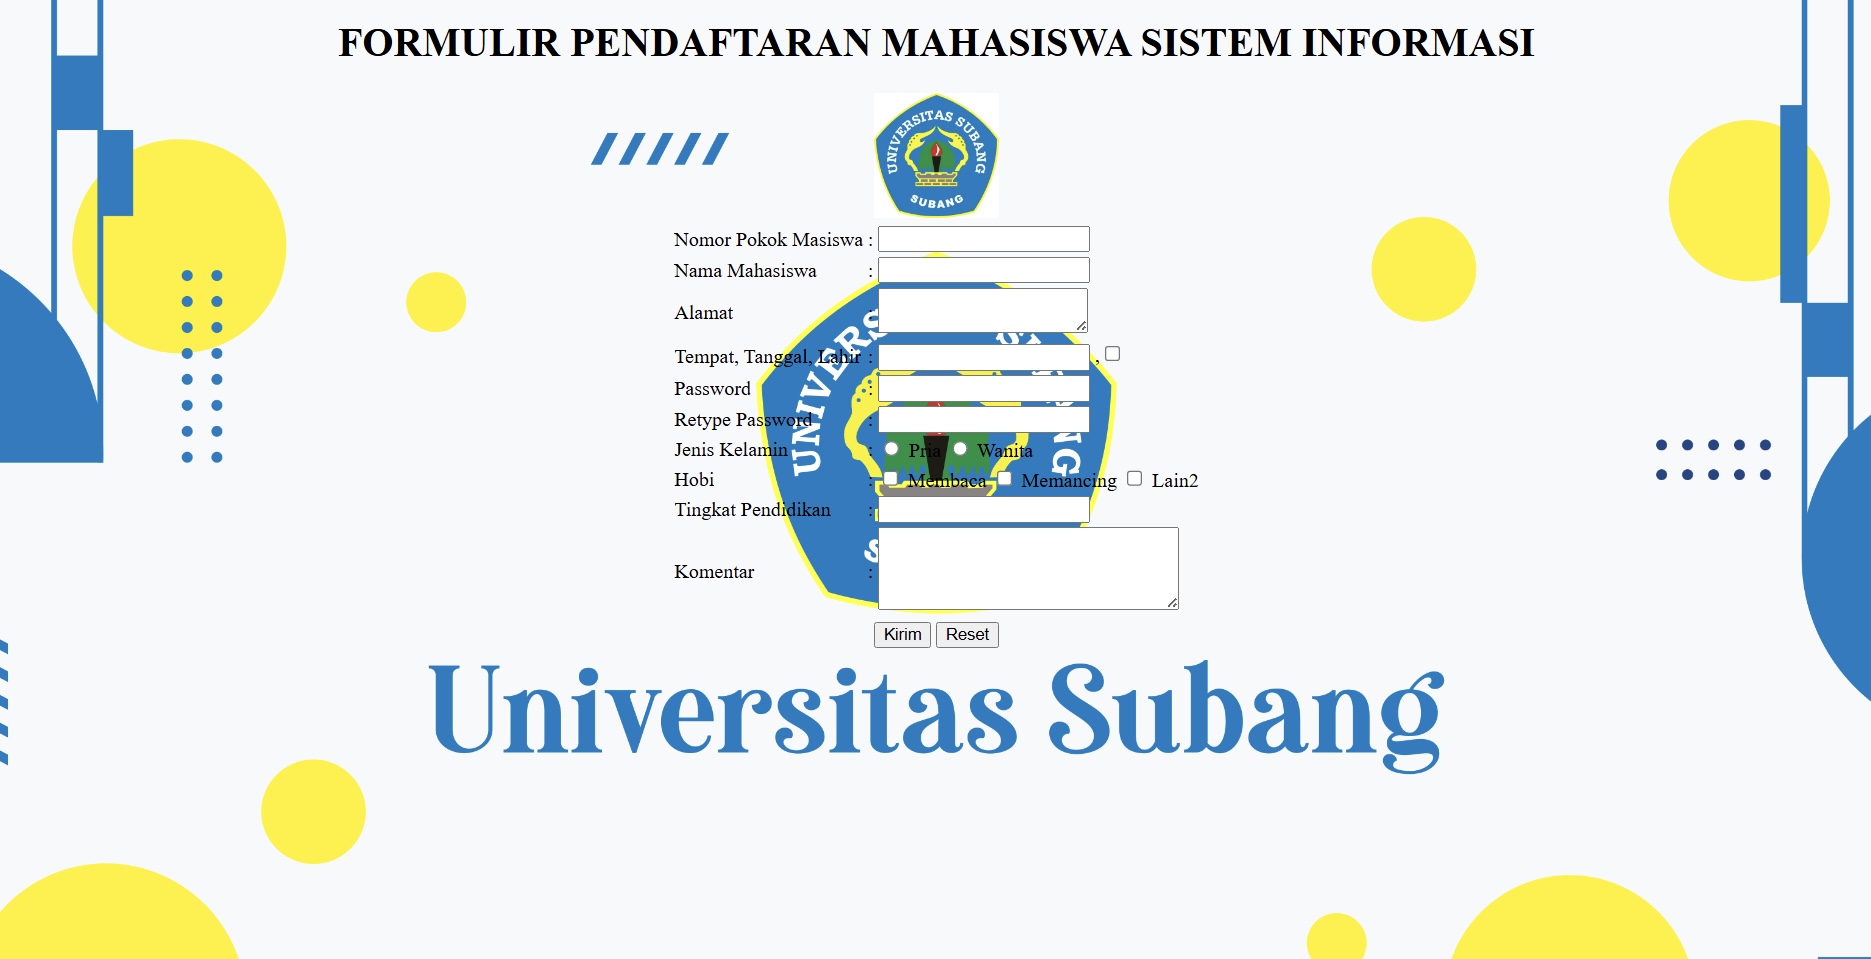 FORMULIR PENDAFTARAN MAHASISWA SISTEM INFORMASI
UNIVERSITAS SUBANG
SUBANG
Nomor Pokok Masiswa :
Nama Mahasiswa :
Alamat :
Tempat, Tanggal, Lahir : ,
Password :
Retype Password :
Jenis Kelamin : Pria Wanita
Hobi : Membaca Memancing Lain2
Tingkat Pendidikan :
Komentar :
Kirim Reset
Universitas Subang